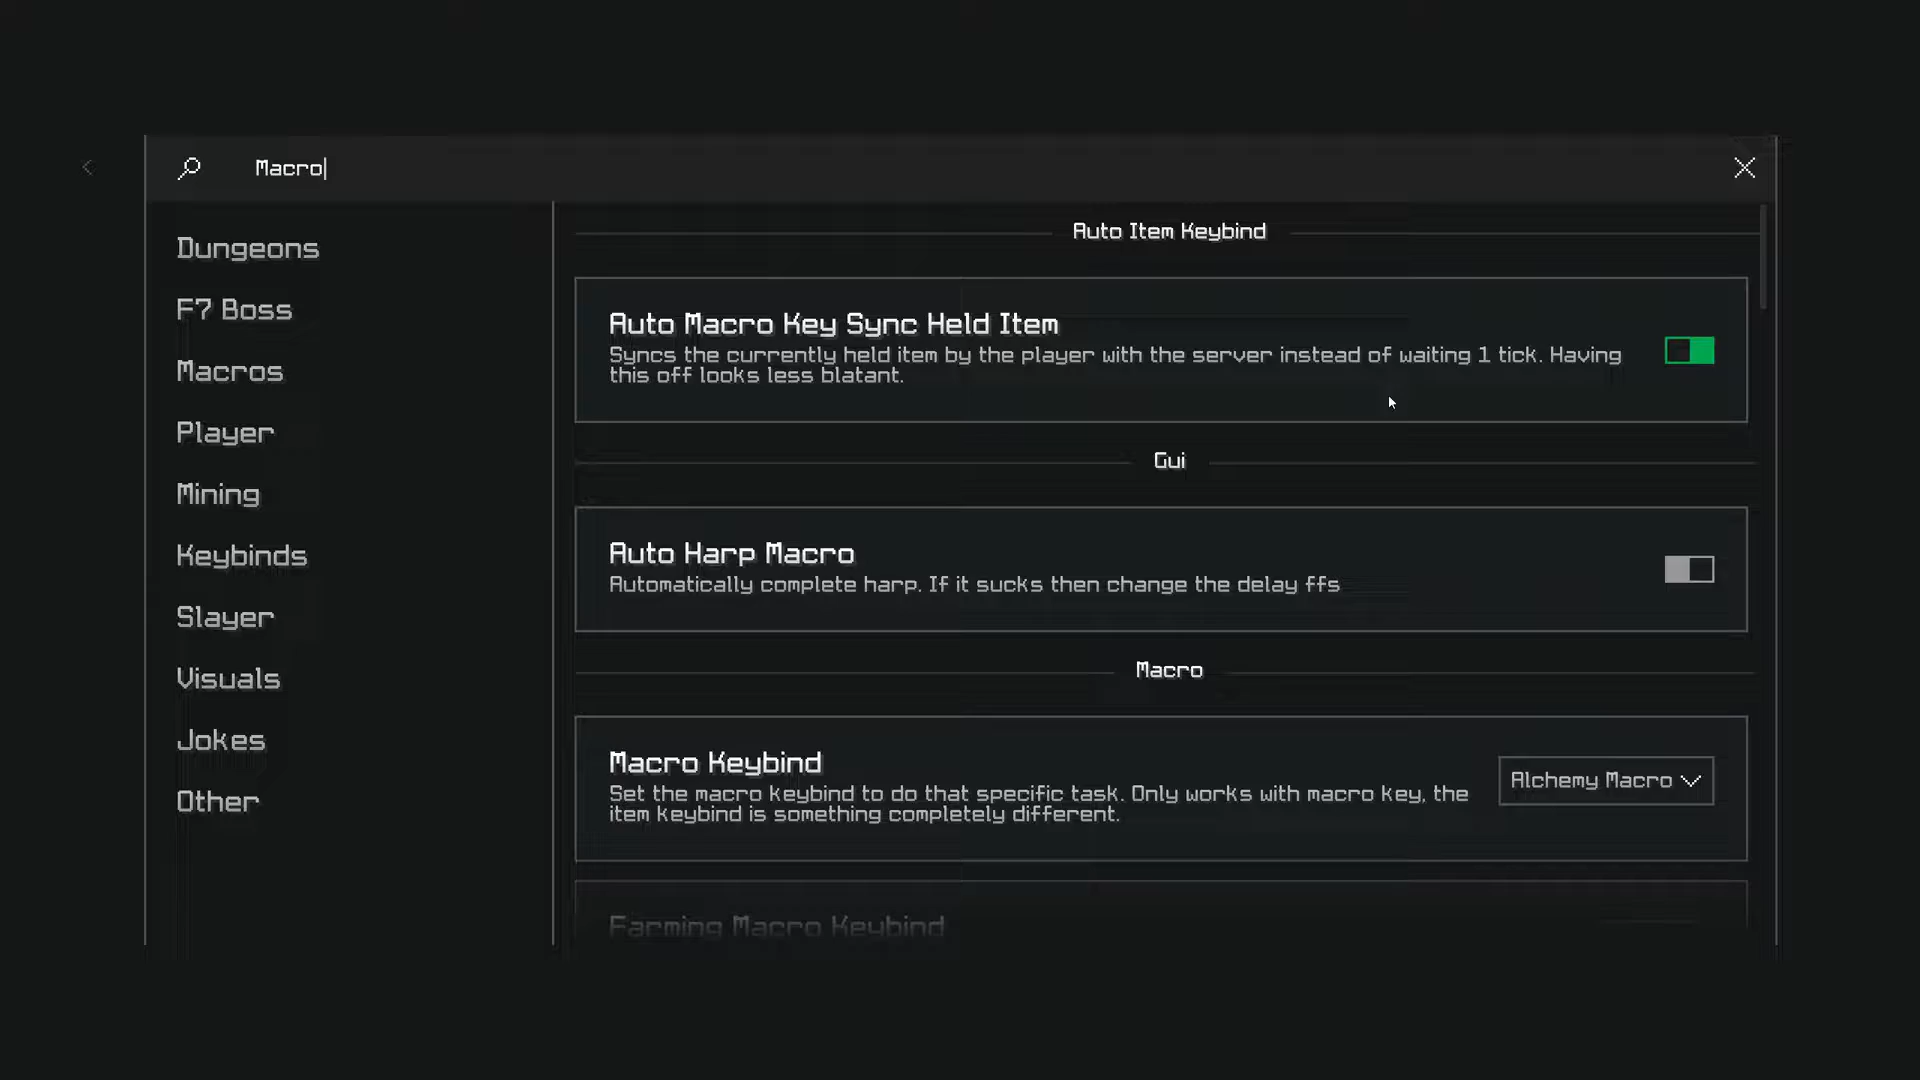 Macro
Dungeons
F7 Boss
Macros
Player
Mining
Keybinds
Slayer
Visuals
Jokes
Other
Auto Item Keybind
Auto Macro Key Sync Held Item
Syncs the currently held item by the player with the server instead of waiting 1 tick. Having
this off looks less blatant.
Gui
Auto Harp Macro
Automatically complete harp. If it sucks then change the delay ffs
Macro
Macro Keybind
Set the macro keybind to do that specific task. Only works with macro key, the
item keybind is something completely different.
Alchemy Macro
Farming Macro Keybind